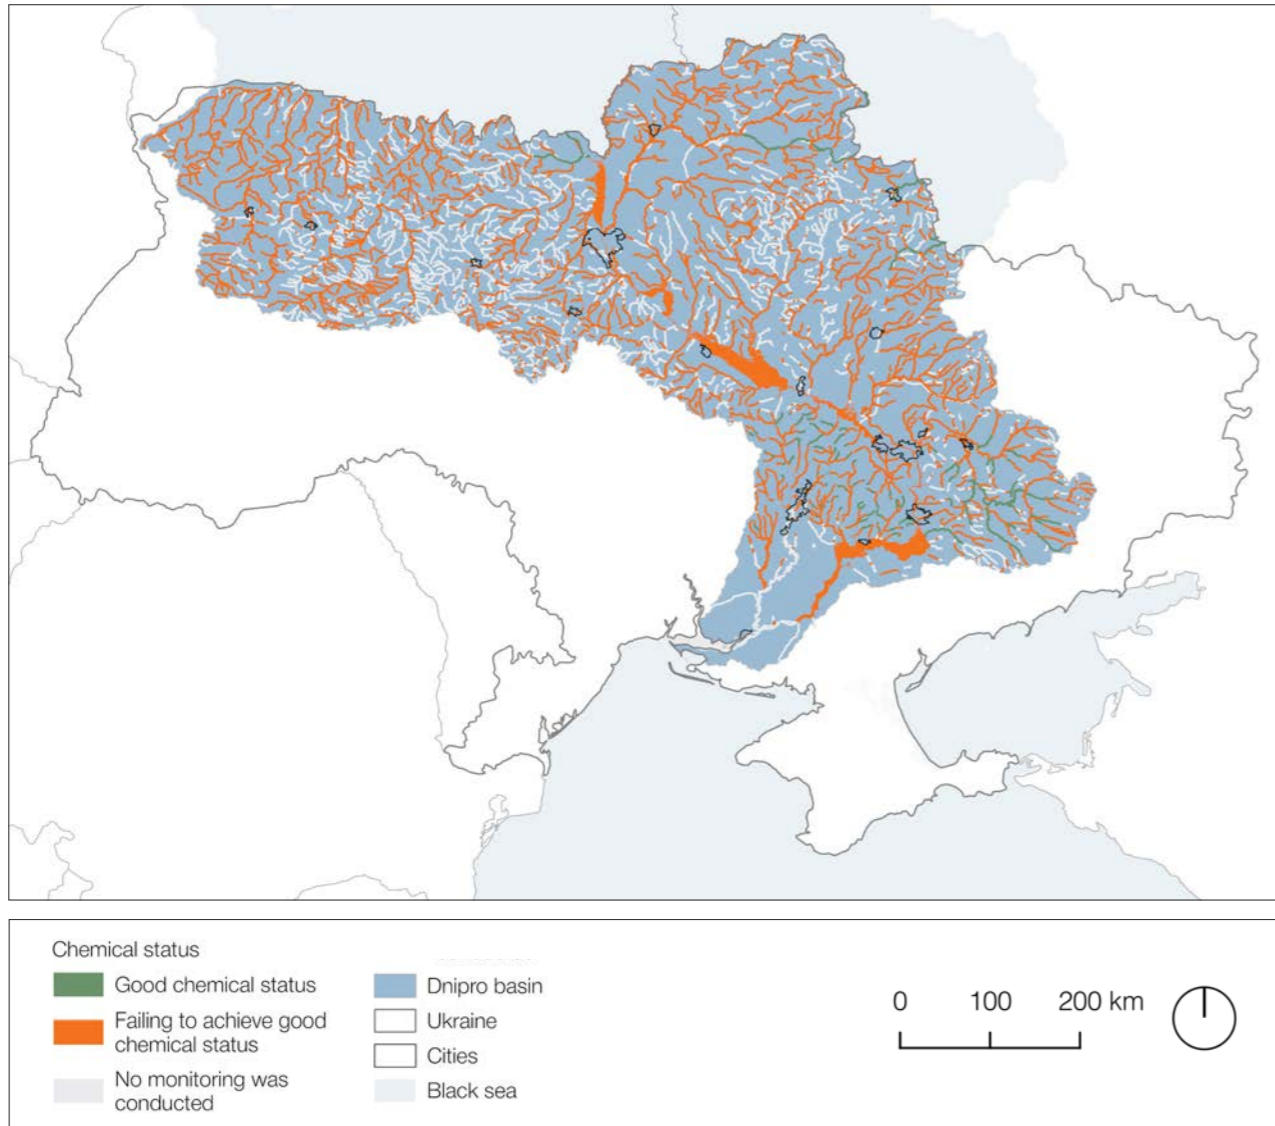 Chemical status
Good chemical status
Failing to achieve good
chemical status
No monitoring was
conducted
Dnipro basin
Ukraine
Cities
Black sea
0 100 200 km